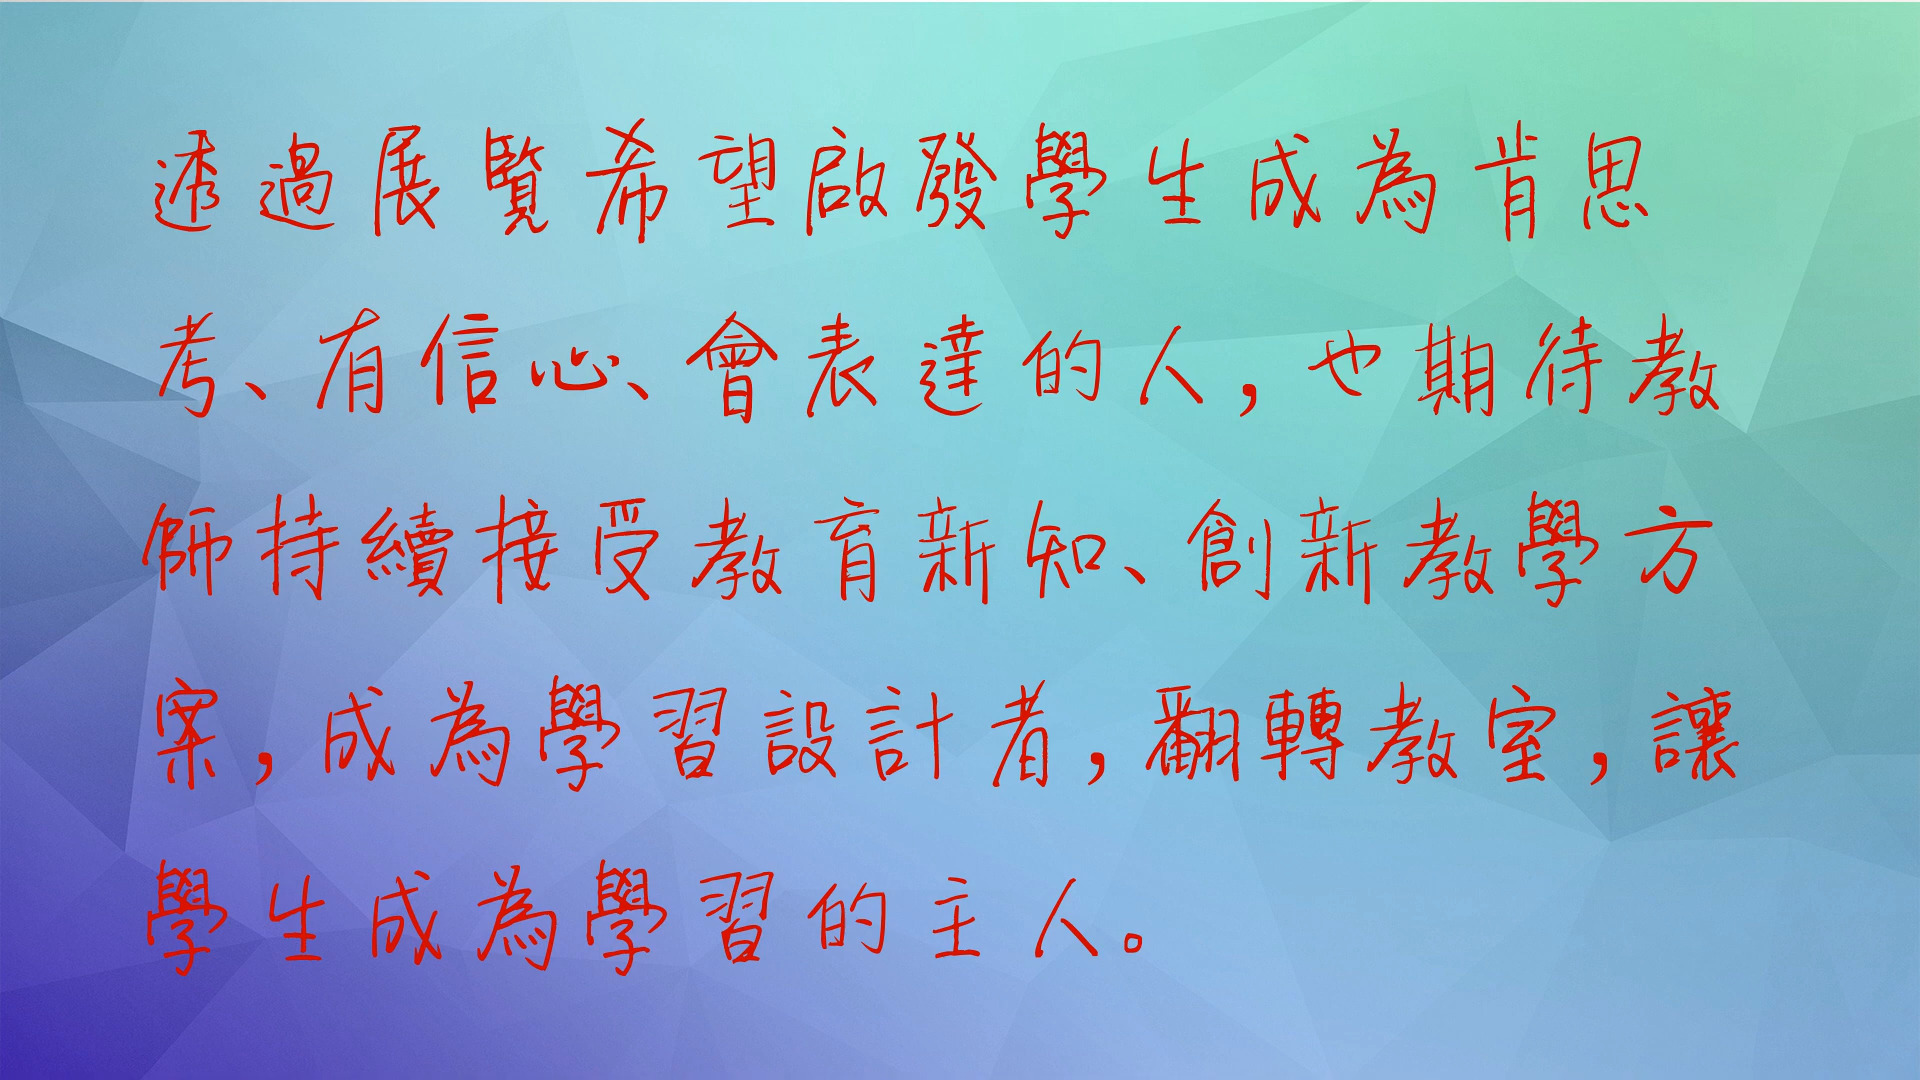 透過展覽希望啟發學生成為肯思
考、有信心、會表達的人，也期待教
師持續接受教育新知、創新教學方
案，成為學習設計者，翻轉教室，讓
學生成為學習的主人。